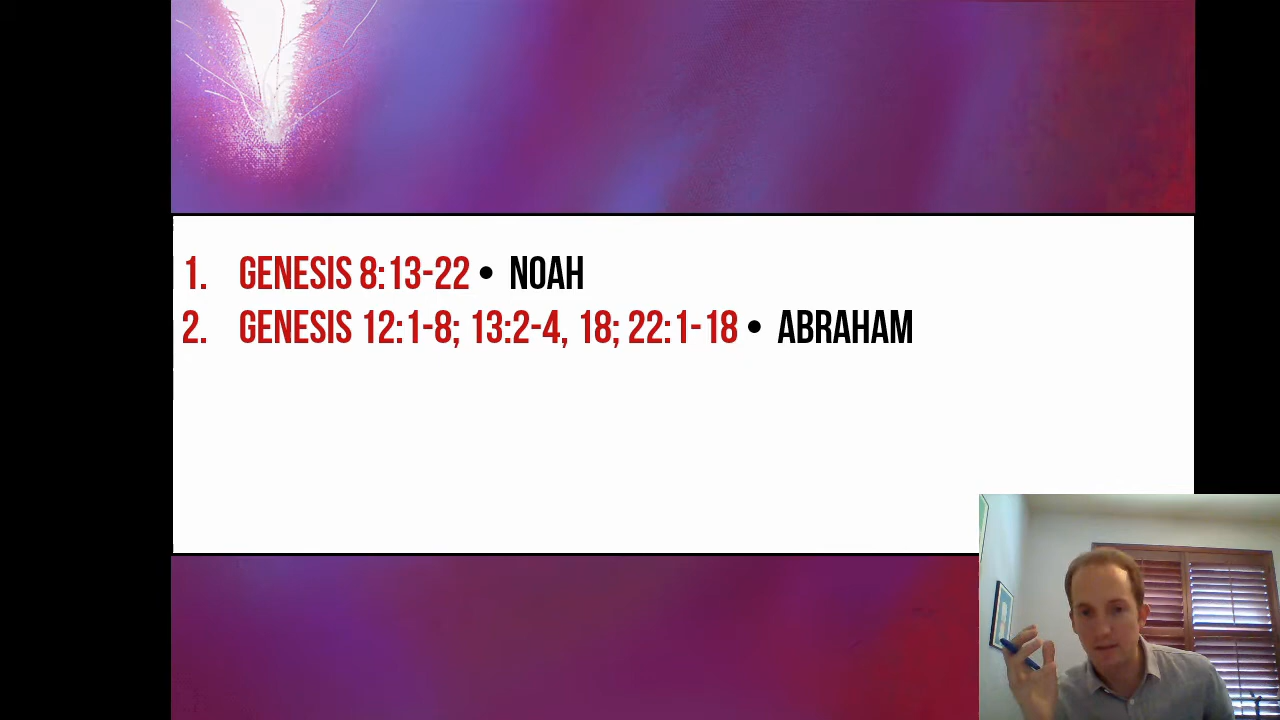 1. GENESIS 8:13-22 • NOAH
2. GENESIS 12:1-8; 13:2-4, 18; 22:1-18 • ABRAHAM